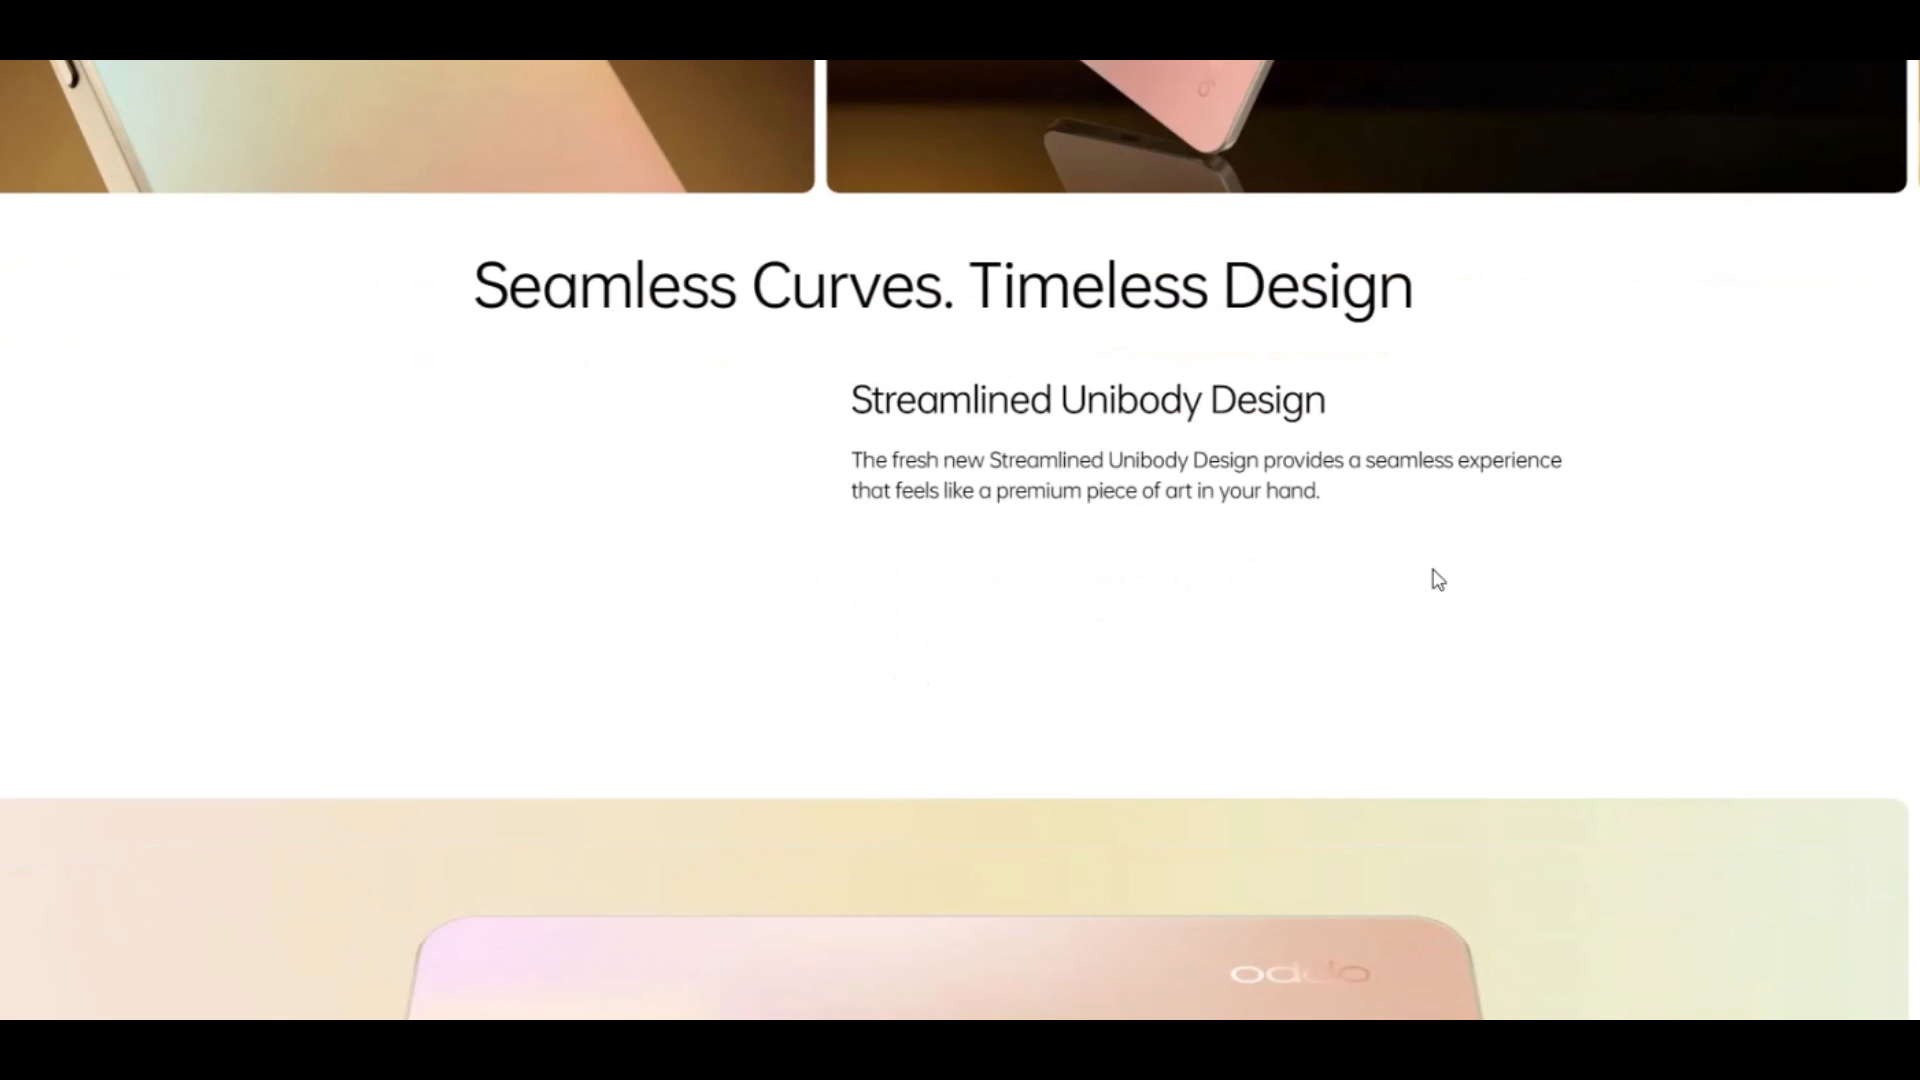 Seamless Curves. Timeless Design
Streamlined Unibody Design
The fresh new Streamlined Unibody Design provides a seamless experience
that feels like a premium piece of art in your hand.
oppo